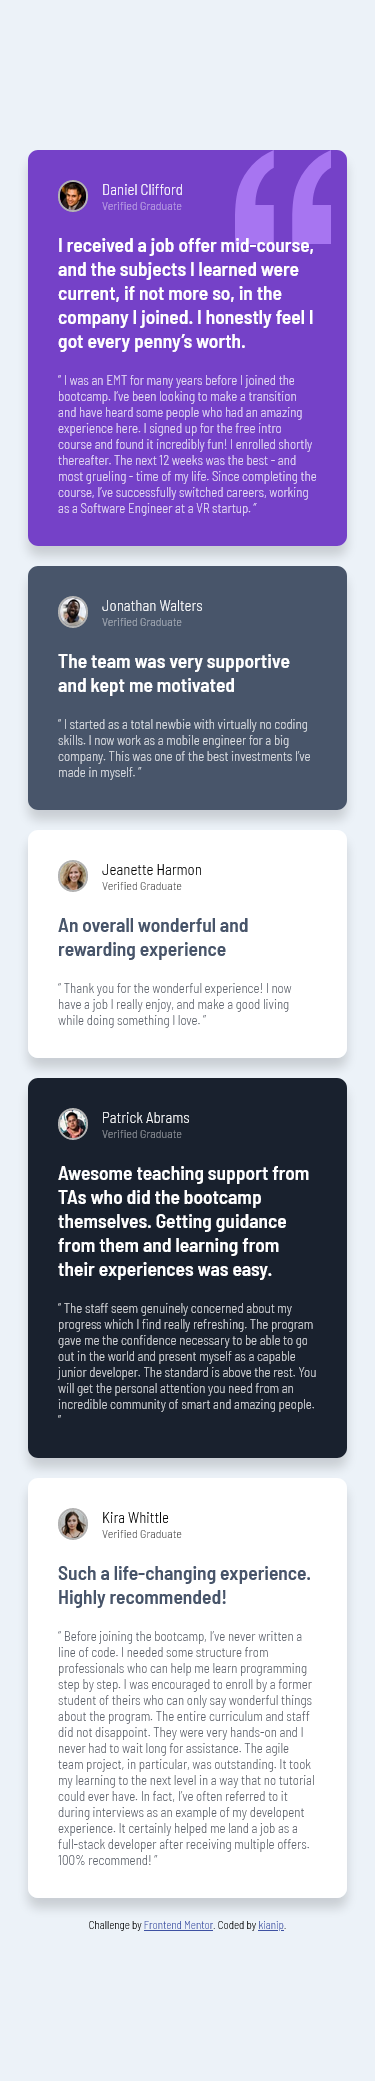 Daniel Clifford
Verified Graduate
I received a job offer mid-course,
and the subjects I learned were
current, if not more so, in the
company I joined. I honestly feel I
got every penny’s worth.
“ I was an EMT for many years before I joined the
bootcamp. I’ve been looking to make a transition
and have heard some people who had an amazing
experience here. I signed up for the free intro
course and found it incredibly fun! I enrolled shortly
thereafter. The next 12 weeks was the best - and
most grueling - time of my life. Since completing the
course, I’ve successfully switched careers, working
as a Software Engineer at a VR startup. ”
Jonathan Walters
Verified Graduate
The team was very supportive
and kept me motivated
“ I started as a total newbie with virtually no coding
skills. I now work as a mobile engineer for a big
company. This was one of the best investments I’ve
made in myself. ”
Jeanette Harmon
Verified Graduate
An overall wonderful and
rewarding experience
“ Thank you for the wonderful experience! I now
have a job I really enjoy, and make a good living
while doing something I love. ”
Patrick Abrams
Verified Graduate
Awesome teaching support from
TAs who did the bootcamp
themselves. Getting guidance
from them and learning from
their experiences was easy.
“ The staff seem genuinely concerned about my
progress which I find really refreshing. The program
gave me the confidence necessary to be able to go
out in the world and present myself as a capable
junior developer. The standard is above the rest. You
will get the personal attention you need from an
incredible community of smart and amazing people.
”
Kira Whittle
Verified Graduate
Such a life-changing experience.
Highly recommended!
“ Before joining the bootcamp, I’ve never written a
line of code. I needed some structure from
professionals who can help me learn programming
step by step. I was encouraged to enroll by a former
student of theirs who can only say wonderful things
about the program. The entire curriculum and staff
did not disappoint. They were very hands-on and I
never had to wait long for assistance. The agile
team project, in particular, was outstanding. It took
my learning to the next level in a way that no tutorial
could ever have. In fact, I’ve often referred to it
during interviews as an example of my developent
experience. It certainly helped me land a job as a
full-stack developer after receiving multiple offers.
100% recommend! ”
Challenge by Frontend Mentor. Coded by kianip.